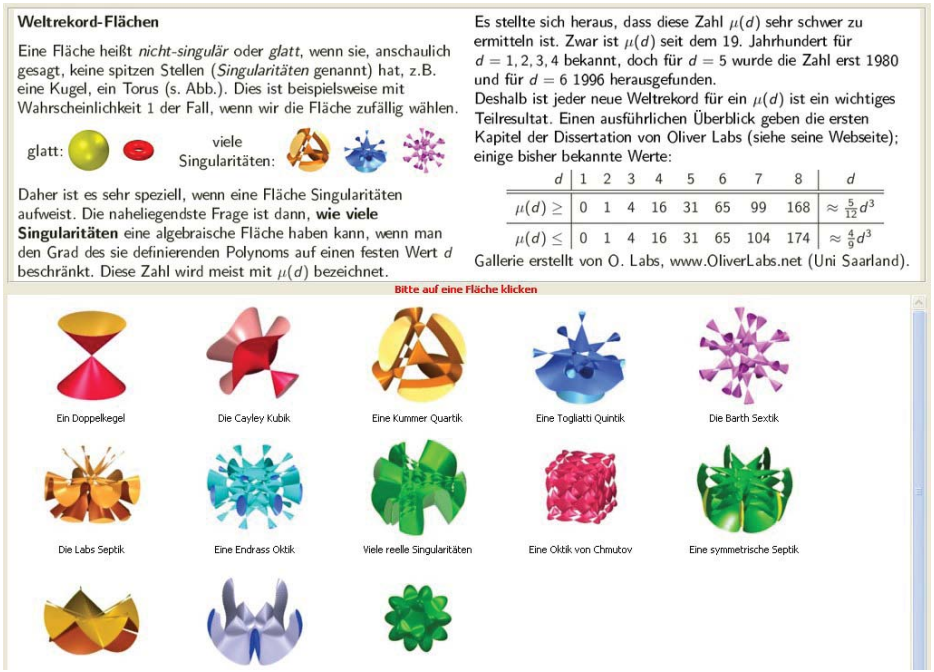 Weltrekord-Flächen
Eine Fläche heißt nicht-singulär oder glatt, wenn sie, anschaulich
gesagt, keine spitzen Stellen (Singularitäten genannt) hat, z.B.
eine Kugel, ein Torus (s. Abb.). Dies ist beispielsweise mit
Wahrscheinlichkeit 1 der Fall, wenn wir die Fläche zufällig wählen.
glatt:
viele
Singularitäten:
Daher ist es sehr speziell, wenn eine Fläche Singularitäten
aufweist. Die naheliegendste Frage ist dann, wie viele
Singularitäten eine algebraische Fläche haben kann, wenn man
den Grad des sie definierenden Polynoms auf einen festen Wert d
beschränkt. Diese Zahl wird meist mit μ(d) bezeichnet.
Es stellte sich heraus, dass diese Zahl μ(d) sehr schwer zu
ermitteln ist. Zwar ist μ(d) seit dem 19. Jahrhundert für
d = 1, 2, 3, 4 bekannt, doch für d = 5 wurde die Zahl erst 1980
und für d = 6 1996 herausgefunden.
Deshalb ist jeder neue Weltrekord für ein μ(d) ist ein wichtiges
Teilresultat. Einen ausführlichen Überblick geben die ersten
Kapitel der Dissertation von Oliver Labs (siehe seine Webseite);
einige bisher bekannte Werte:
d 1 2 3 4 5 6 7 8 d
μ(d) ≥ 0 1 4 16 31 65 99 168 ≈ 5/12 d³
μ(d) ≤ 0 1 4 16 31 65 104 174 ≈ 4/9 d³
Gallerie erstellt von O. Labs, www.OliverLabs.net (Uni Saarland).
Bitte auf eine Fläche klicken
Ein Doppelkegel
Die Cayley Kubik
Eine Kummer Quartik
Eine Togliatti Quintik
Die Barth Sextik
Die Labs Septik
Eine Endrass Oktik
Viele reelle Singularitäten
Eine Oktik von Chmutov
Eine symmetrische Septik